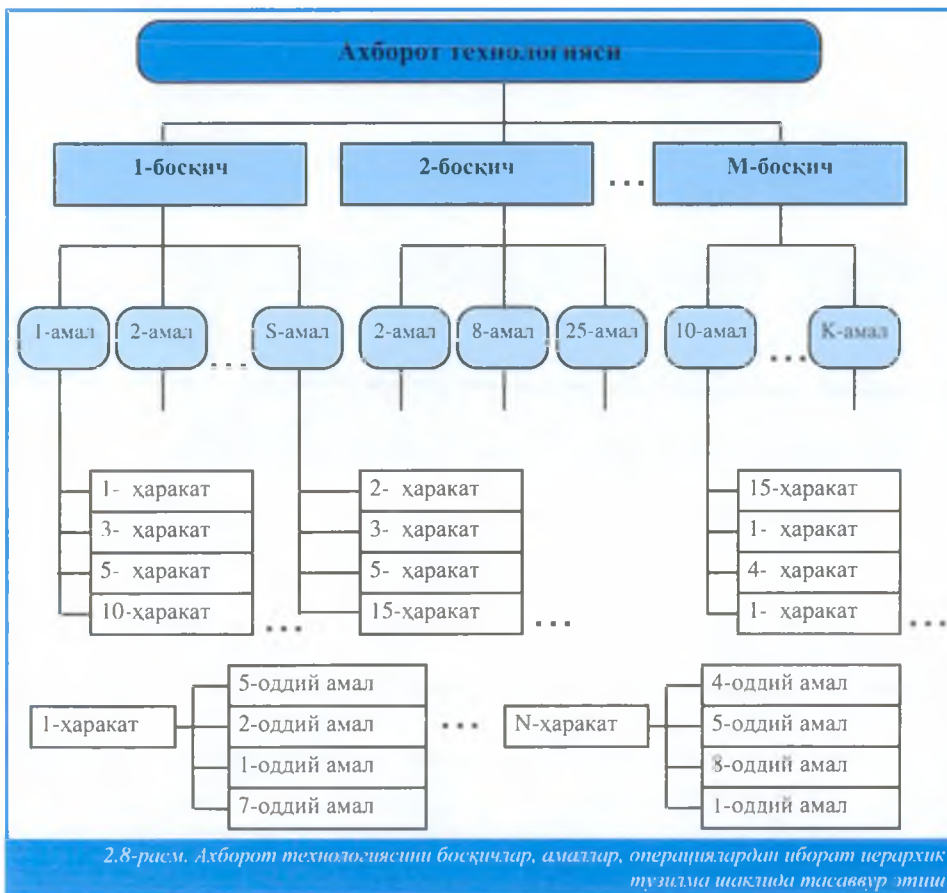 Ахборот технологияси
1-босқич 2-босқич ... М-босқич
1-амал 2-амал ... S-амал 2-амал 8-амал 25-амал 10-амал ... К-амал
1- ҳаракат 2- ҳаракат 15-ҳаракат
3- ҳаракат 3- ҳаракат 1- ҳаракат
5- ҳаракат 5- ҳаракат 4- ҳаракат
10-ҳаракат ... 15-ҳаракат ... 1- ҳаракат ...
5-оддий амал 4-оддий амал
1-ҳаракат 2-оддий амал ... N-ҳаракат 5-оддий амал
1-оддий амал 8-оддий амал
7-оддий амал 1-оддий амал
2.8-расм. Ахборот технологиясини босқичлар, амаллар, операциялардан иборат иерархик
тузилма шаклида тасаввур этиш